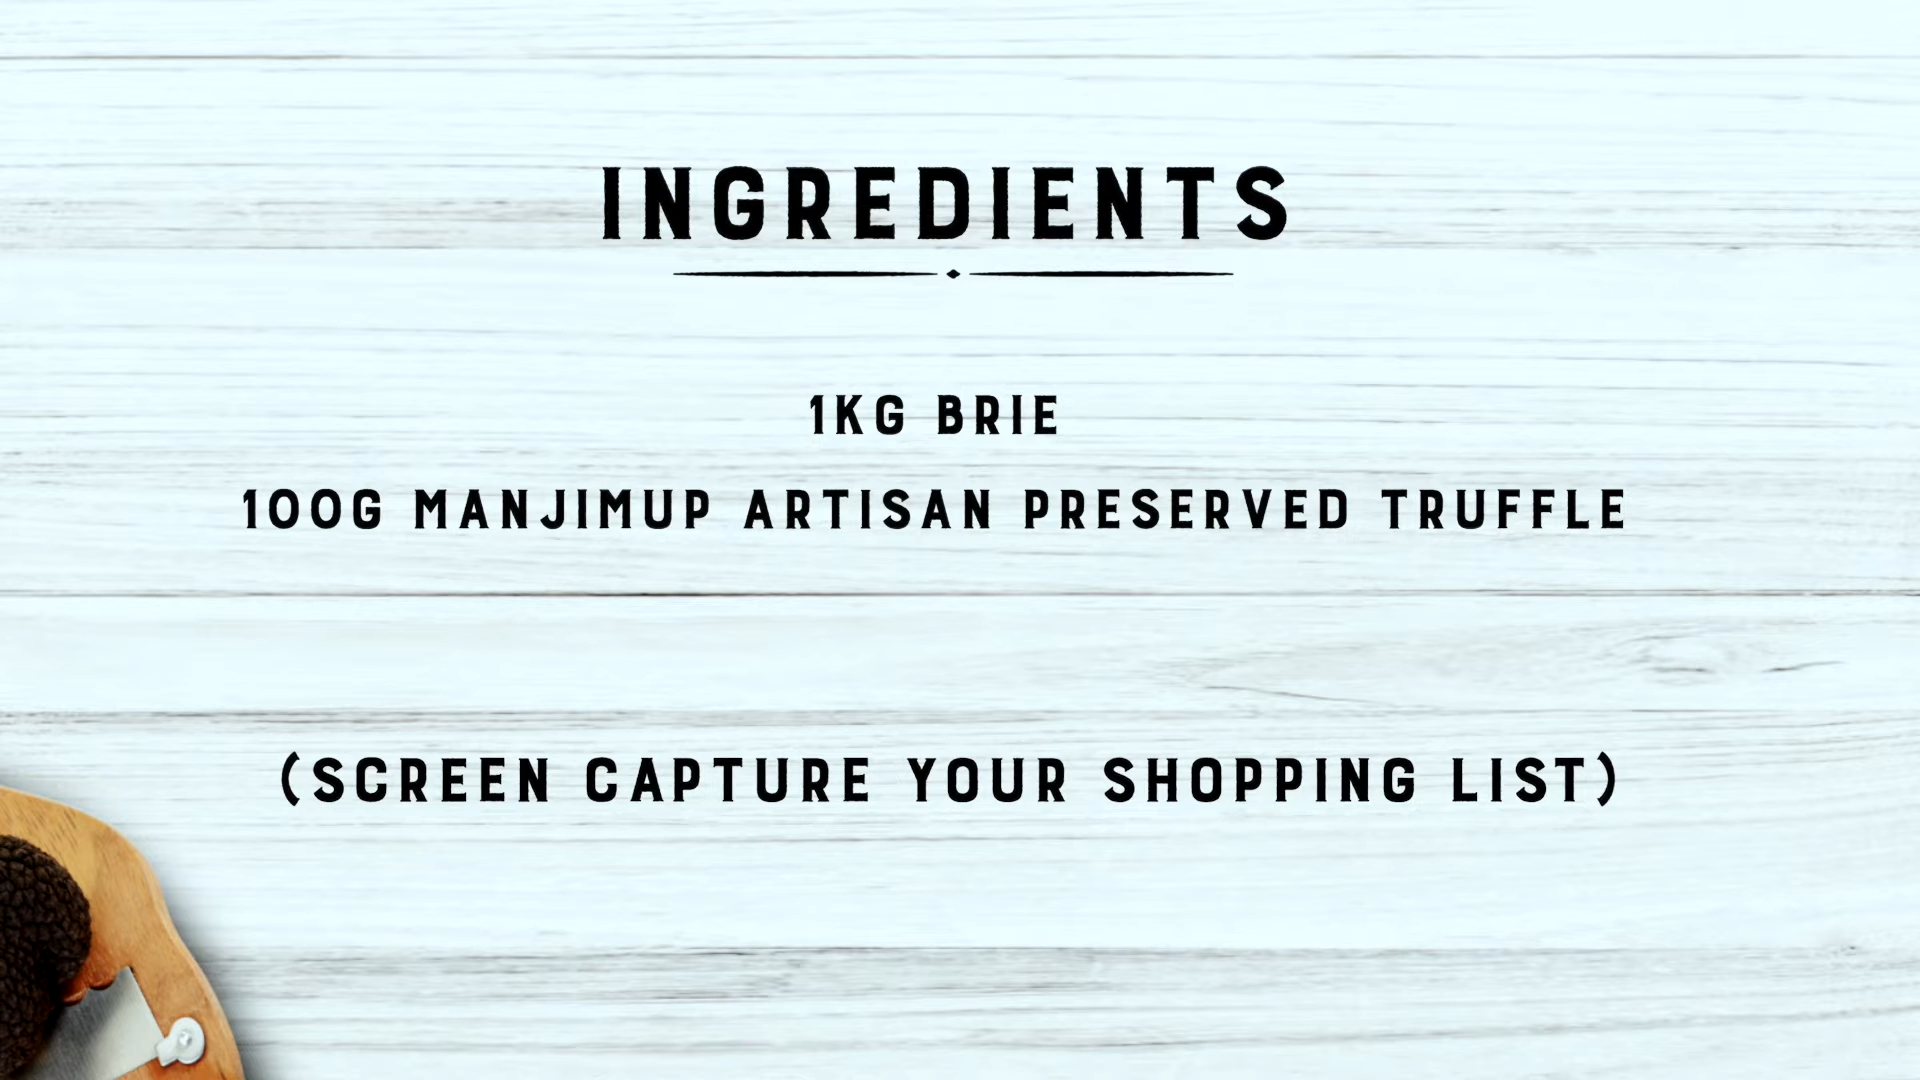 INGREDIENTS
1KG BRIE
100G MANJIMUP ARTISAN PRESERVED TRUFFLE
(SCREEN CAPTURE YOUR SHOPPING LIST)